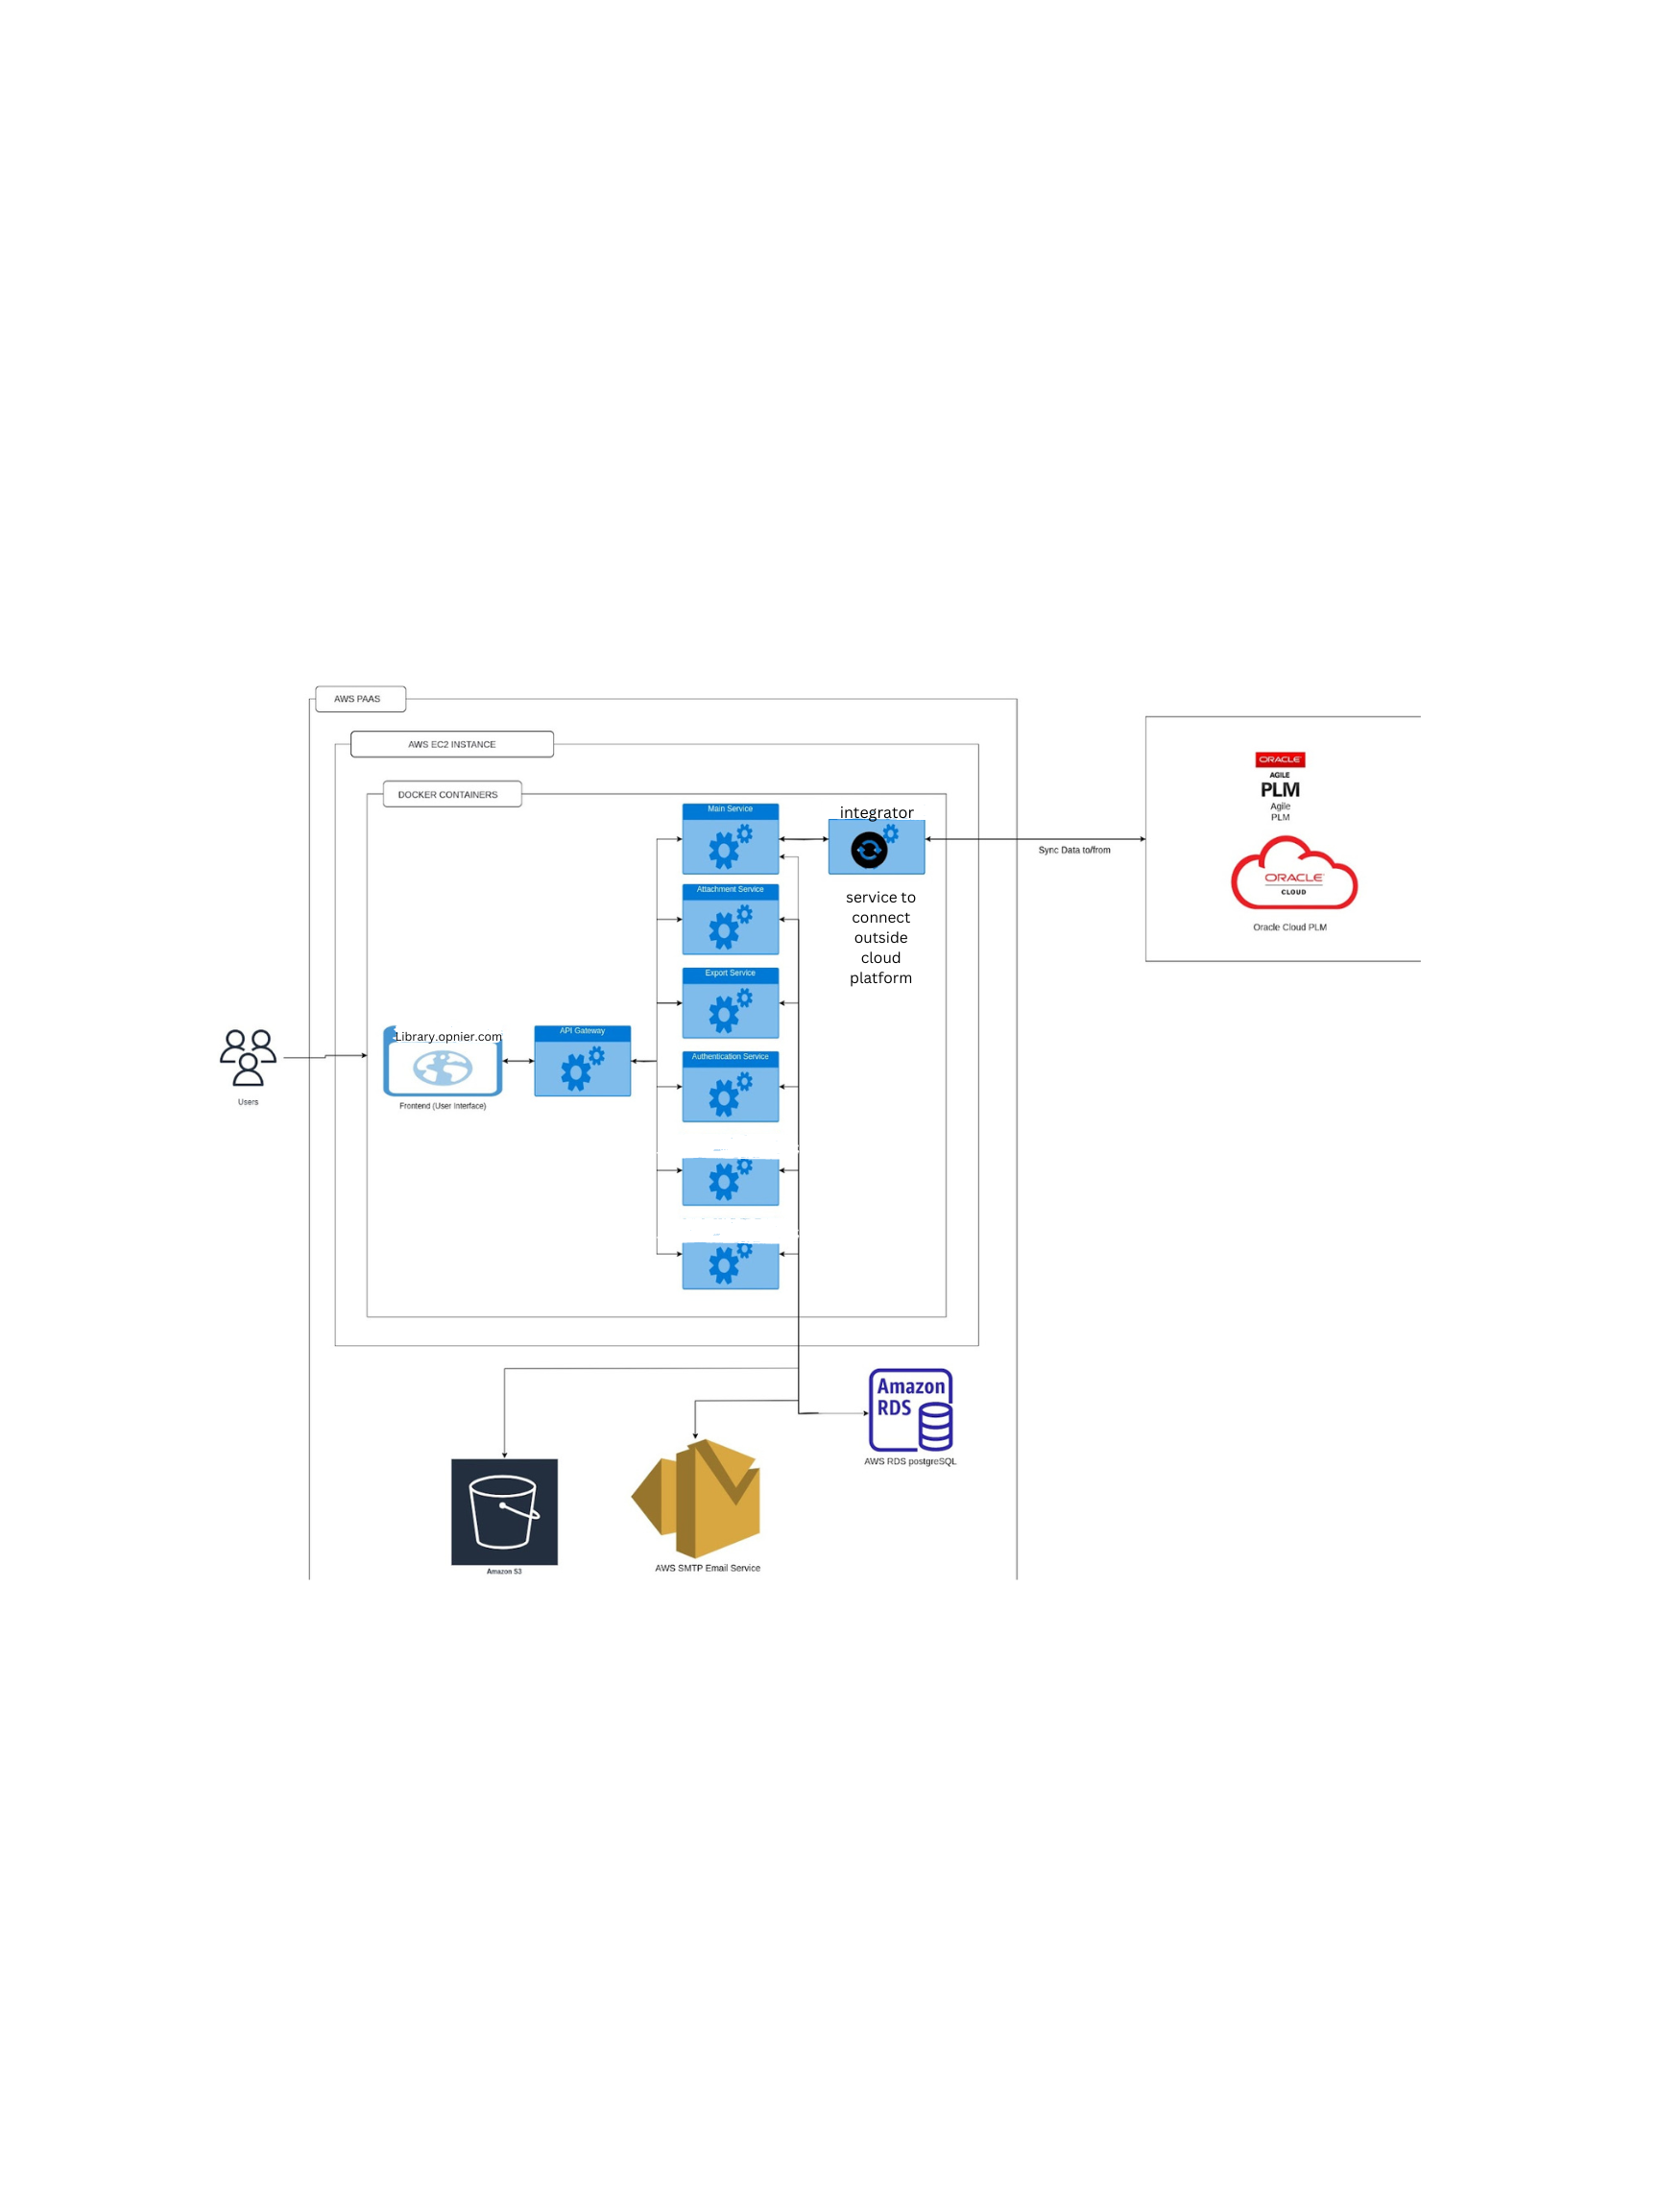 AWS PAAS
AWS EC2 INSTANCE
DOCKER CONTAINERS
Main Service
integrator
service to
connect
outside
cloud
platform
Sync Data to/from
ORACLE
AGILE
PLM
Agile
PLM
ORACLE
CLOUD
Oracle Cloud PLM
Attachment Service
Export Service
Authentication Service
Library.opnier.com
Frontend (User Interface)
API Gateway
Users
Amazon
RDS
AWS RDS postgreSQL
Amazon S3
AWS SMTP Email Service